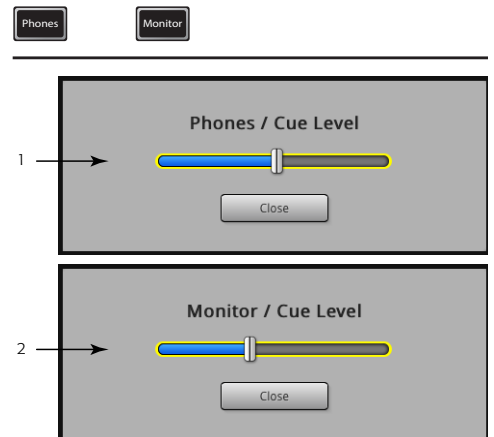 Phones
Monitor
Phones / Cue Level
1
Close
Monitor / Cue Level
2
Close